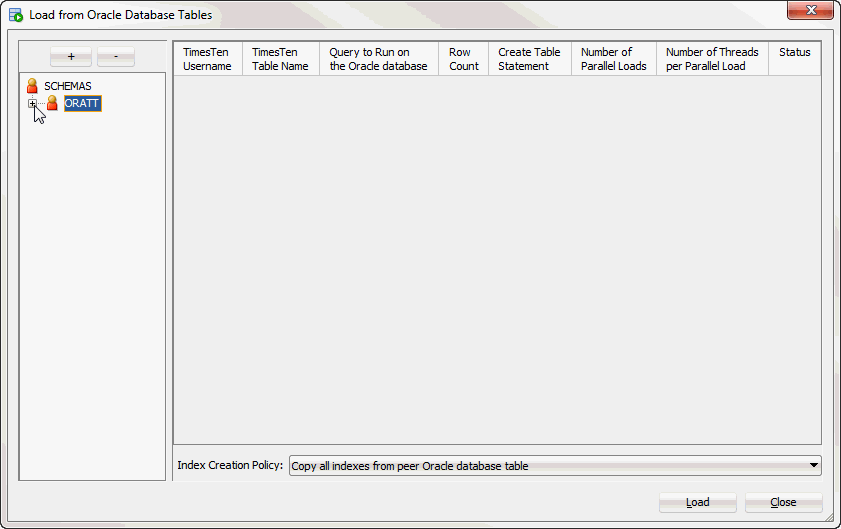 Load from Oracle Database Tables
+ -
SCHEMAS
ORATT
TimesTen Username
TimesTen Table Name
Query to Run on the Oracle database
Row Count
Create Table Statement
Number of Parallel Loads
Number of Threads per Parallel Load
Status
Index Creation Policy: Copy all indexes from peer Oracle database table
Load Close